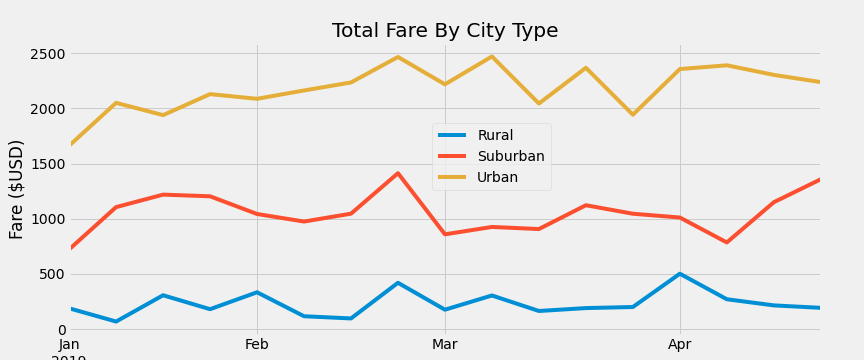 Total Fare By City Type
Fare ($USD)
2500
2000
1500
1000
500
0
Rural
Suburban
Urban
Jan
Feb
Mar
Apr
2019